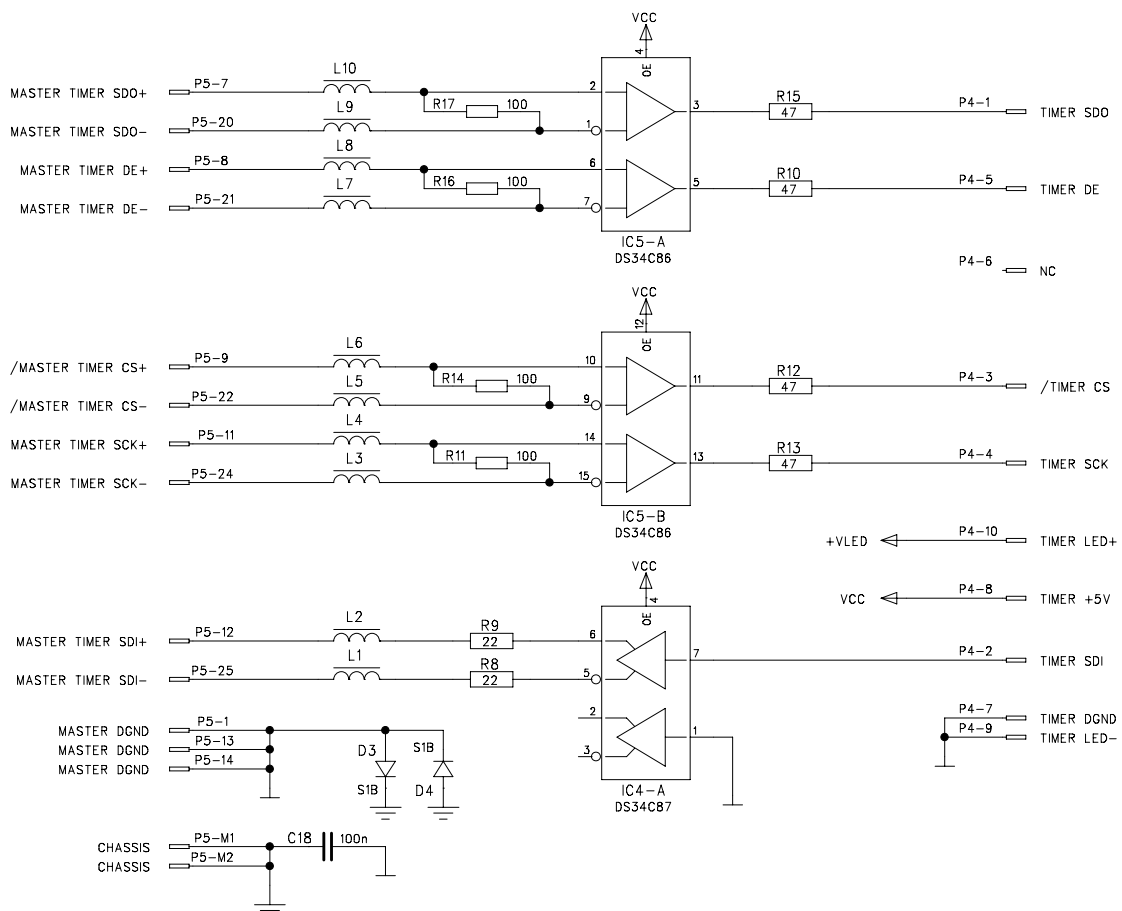 VCC
4
OE
MASTER TIMER SDO+ P5-7 L10 2
R17 100 3 R15 47 P4-1 TIMER SDO
MASTER TIMER SDO- P5-20 L9 1
MASTER TIMER DE+ P5-8 L8 6
R16 100 5 R10 47 P4-5 TIMER DE
MASTER TIMER DE- P5-21 L7 7
IC5-A
DS34C86
P4-6 NC
VCC
12
OE
/MASTER TIMER CS+ P5-9 L6 10
R14 100 11 R12 47 P4-3 /TIMER CS
/MASTER TIMER CS- P5-22 L5 9
MASTER TIMER SCK+ P5-11 L4 14
R11 100 13 R13 47 P4-4 TIMER SCK
MASTER TIMER SCK- P5-24 L3 15
IC5-B
DS34C86
+VLED P4-10 TIMER LED+
VCC
4
OE
VCC P4-8 TIMER +5V
MASTER TIMER SDI+ P5-12 L2 R9 22 6
7 P4-2 TIMER SDI
MASTER TIMER SDI- P5-25 L1 R8 22 5
2 P4-7 TIMER DGND
MASTER DGND P5-1
1 P4-9 TIMER LED-
MASTER DGND P5-13 D3 S1B 3
MASTER DGND P5-14
S1B D4
IC4-A
DS34C87
CHASSIS P5-M1 C18 100n
CHASSIS P5-M2